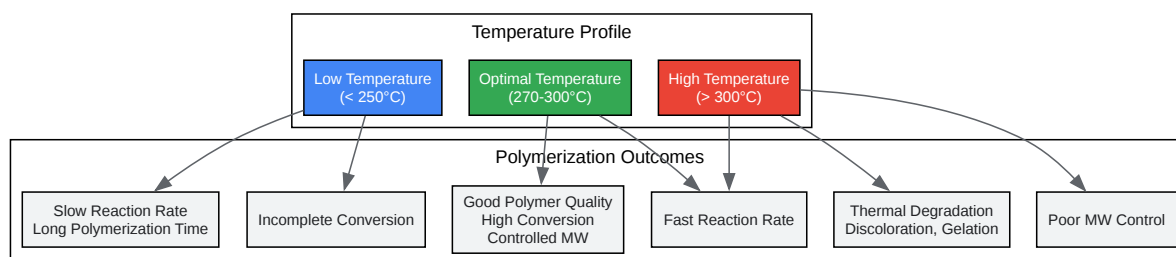 Temperature Profile
Low Temperature
(< 250°C)
Optimal Temperature
(270-300°C)
High Temperature
(> 300°C)
Polymerization Outcomes
Slow Reaction Rate
Long Polymerization Time
Incomplete Conversion
Good Polymer Quality
High Conversion
Controlled MW
Fast Reaction Rate
Thermal Degradation
Discoloration, Gelation
Poor MW Control